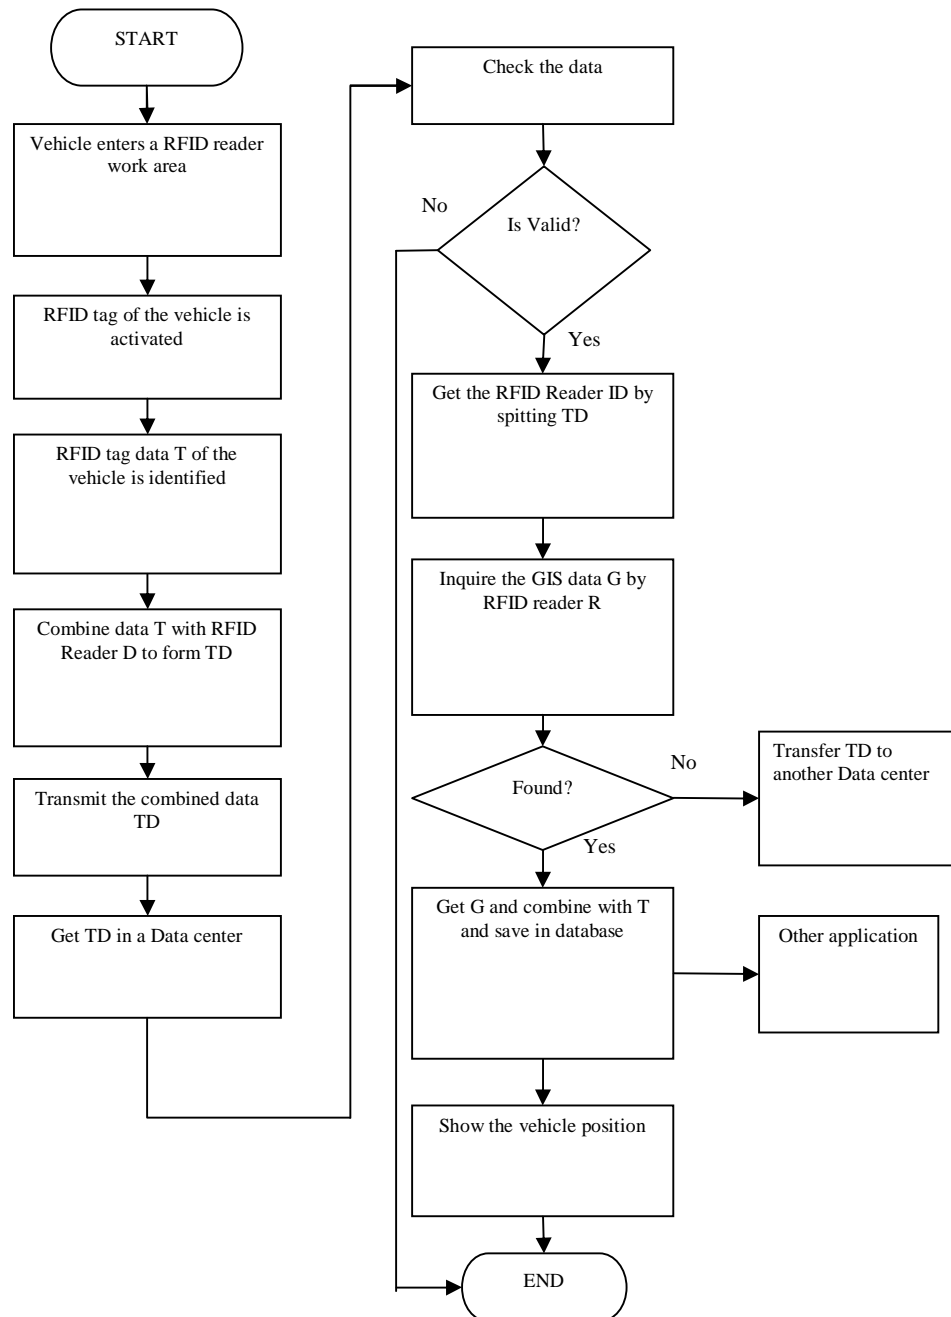 START
Vehicle enters a RFID reader
work area
RFID tag of the vehicle is
activated
RFID tag data T of the
vehicle is identified
Combine data T with RFID
Reader D to form TD
Transmit the combined data
TD
Get TD in a Data center
Check the data
No
Is Valid?
Yes
Get the RFID Reader ID by
spitting TD
Inquire the GIS data G by
RFID reader R
Found?
No
Transfer TD to
another Data center
Yes
Get G and combine with T
and save in database
Other application
Show the vehicle position
END